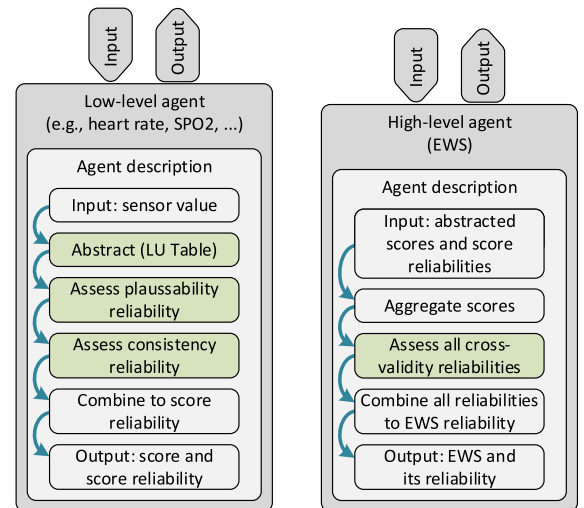 Input
Output
Low-level agent
(e.g., heart rate, SPO2, ...)
Agent description
Input: sensor value
Abstract (LU Table)
Assess plaussability
reliability
Assess consistency
reliability
Combine to score
reliability
Output: score and
score reliability
Input
Output
High-level agent
(EWS)
Agent description
Input: abstracted
scores and score
reliabilities
Aggregate scores
Assess all cross-
validity reliabilities
Combine all reliabilities
to EWS reliability
Output: EWS and
its reliability